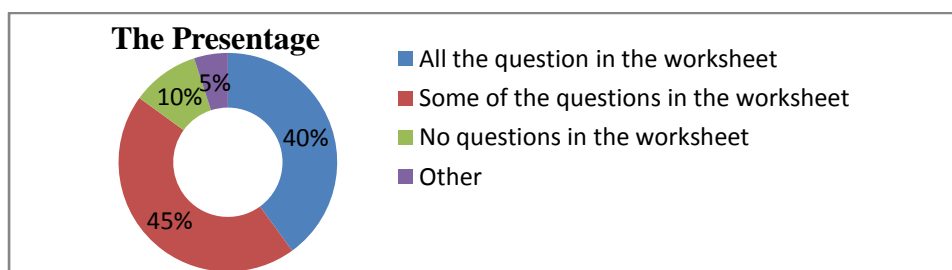 The Presentage
5%
10%
40%
45%
All the question in the worksheet
Some of the questions in the worksheet
No questions in the worksheet
Other